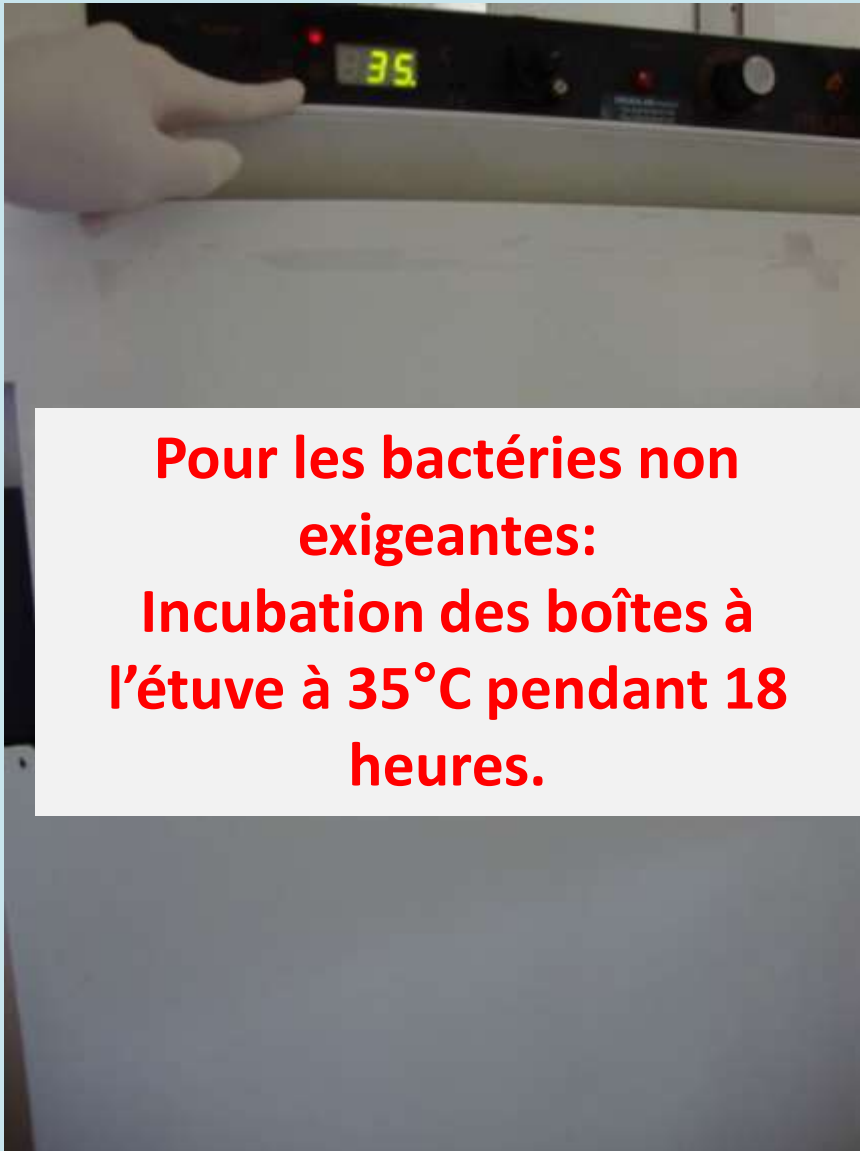 35.
Pour les bactéries non
exigeantes:
Incubation des boîtes à
l’étuve à 35°C pendant 18
heures.